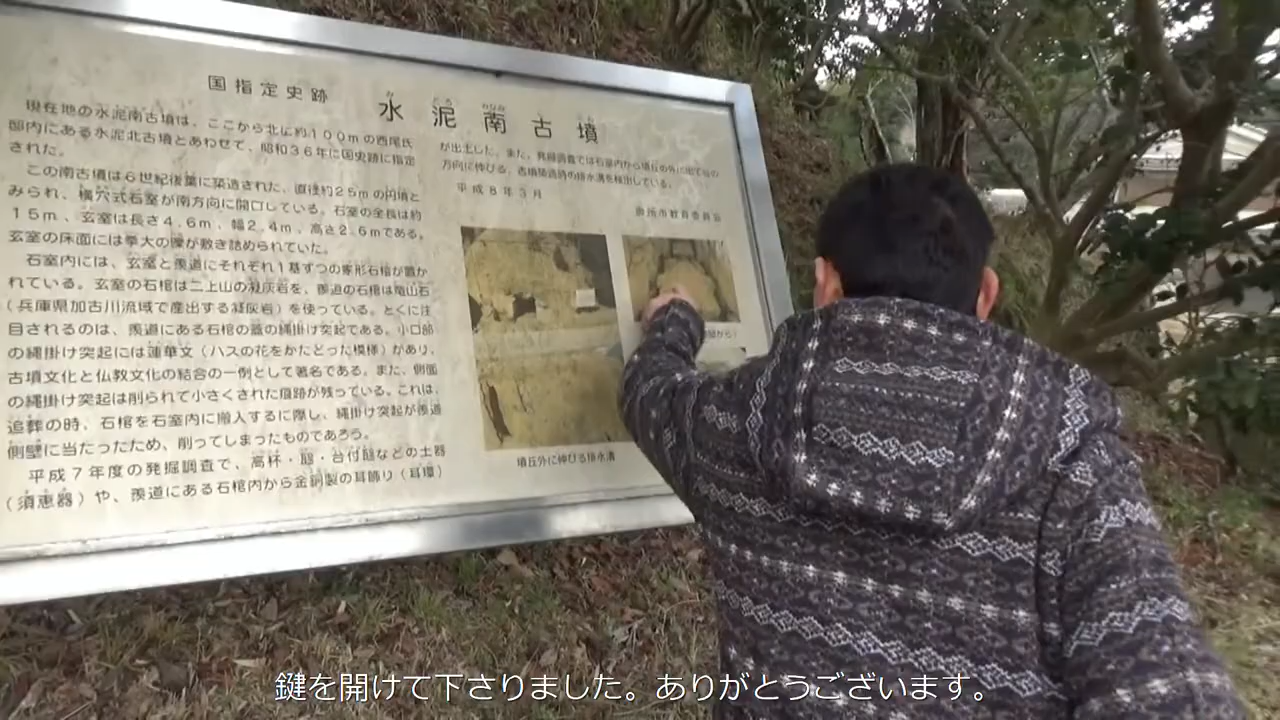 国指定史跡
水泥南古墳
現在地の水泥南古墳は、ここから北に約100mの西尾氏
邸内にある水泥北古墳とあわせて、昭和36年に国史跡に指定
された。
この南古墳は6世紀後葉に築造された、直径約25mの円墳と
みられ、横穴式石室が南方向に開口している。石室の全長は約
15m、玄室は長さ4.6m、幅2.4m、高さ2.6mである。
玄室の床面には拳大の礫が敷き詰められていた。
石室内には、玄室と羨道にそれぞれ1基ずつの家形石棺が置か
れている。玄室の石棺は二上山の凝灰岩を、羨道の石棺は竜山石
(兵庫県加古川流域で産出する凝灰岩)を使っている。とくに注
目されるのは、羨道にある石棺の蓋の縄掛け突起である。小口部
の縄掛け突起には蓮華文(ハスの花をかたどった模様)があり、
古墳文化と仏教文化の結合の一例として著名である。また、側面
の縄掛け突起は削られて小さくされた痕跡が残っている。これは、
追葬の時、石棺を石室内に搬入するに際し、縄掛け突起が羨道
側壁に当たったため、削ってしまったものであろう。
平成7年度の発掘調査で、高杯・𤭯・台付𤭯などの土器
(須恵器)や、羨道にある石棺内から金銅製の耳飾り(耳環)
が出土した。また、発掘調査では石室内から墳丘の外に出て
方向に伸びる、古墳築造時の排水溝を検出している。
平成8年3月
御所市教育委員会
から)
墳丘外に伸びる排水溝
鍵を開けて下さりました。ありがとうございます。